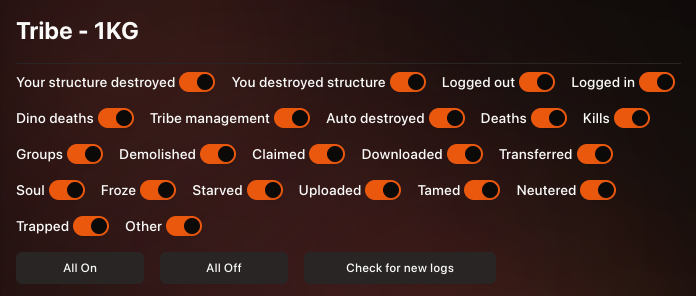 Tribe - 1KG
Your structure destroyed You destroyed structure Logged out Logged in
Dino deaths Tribe management Auto destroyed Deaths Kills
Groups Demolished Claimed Downloaded Transferred
Soul Froze Starved Uploaded Tamed Neutered
Trapped Other
All On All Off Check for new logs